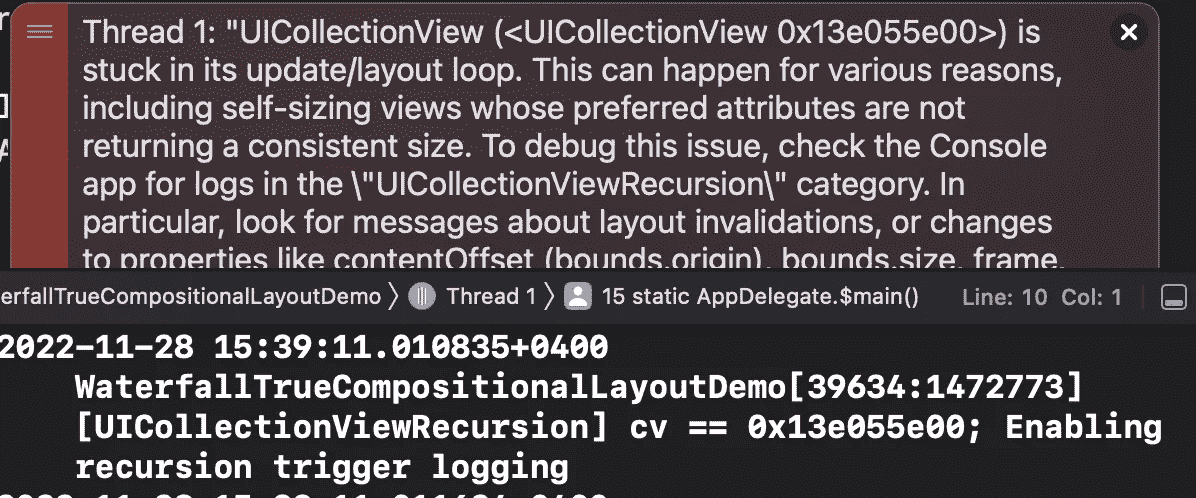 Thread 1: "UICollectionView (<UICollectionView 0x13e055e00>) is
stuck in its update/layout loop. This can happen for various reasons,
including self-sizing views whose preferred attributes are not
returning a consistent size. To debug this issue, check the Console
app for logs in the \"UICollectionViewRecursion\" category. In
particular, look for messages about layout invalidations, or changes
to properties like contentOffset (bounds.origin), bounds.size, frame,
erfallTrueCompositionalLayoutDemo Thread 1 15 static AppDelegate.$main() Line: 10 Col: 1
2022-11-28 15:39:11.010835+0400
WaterfallTrueCompositionalLayoutDemo[39634:1472773]
[UICollectionViewRecursion] cv == 0x13e055e00; Enabling
recursion trigger logging